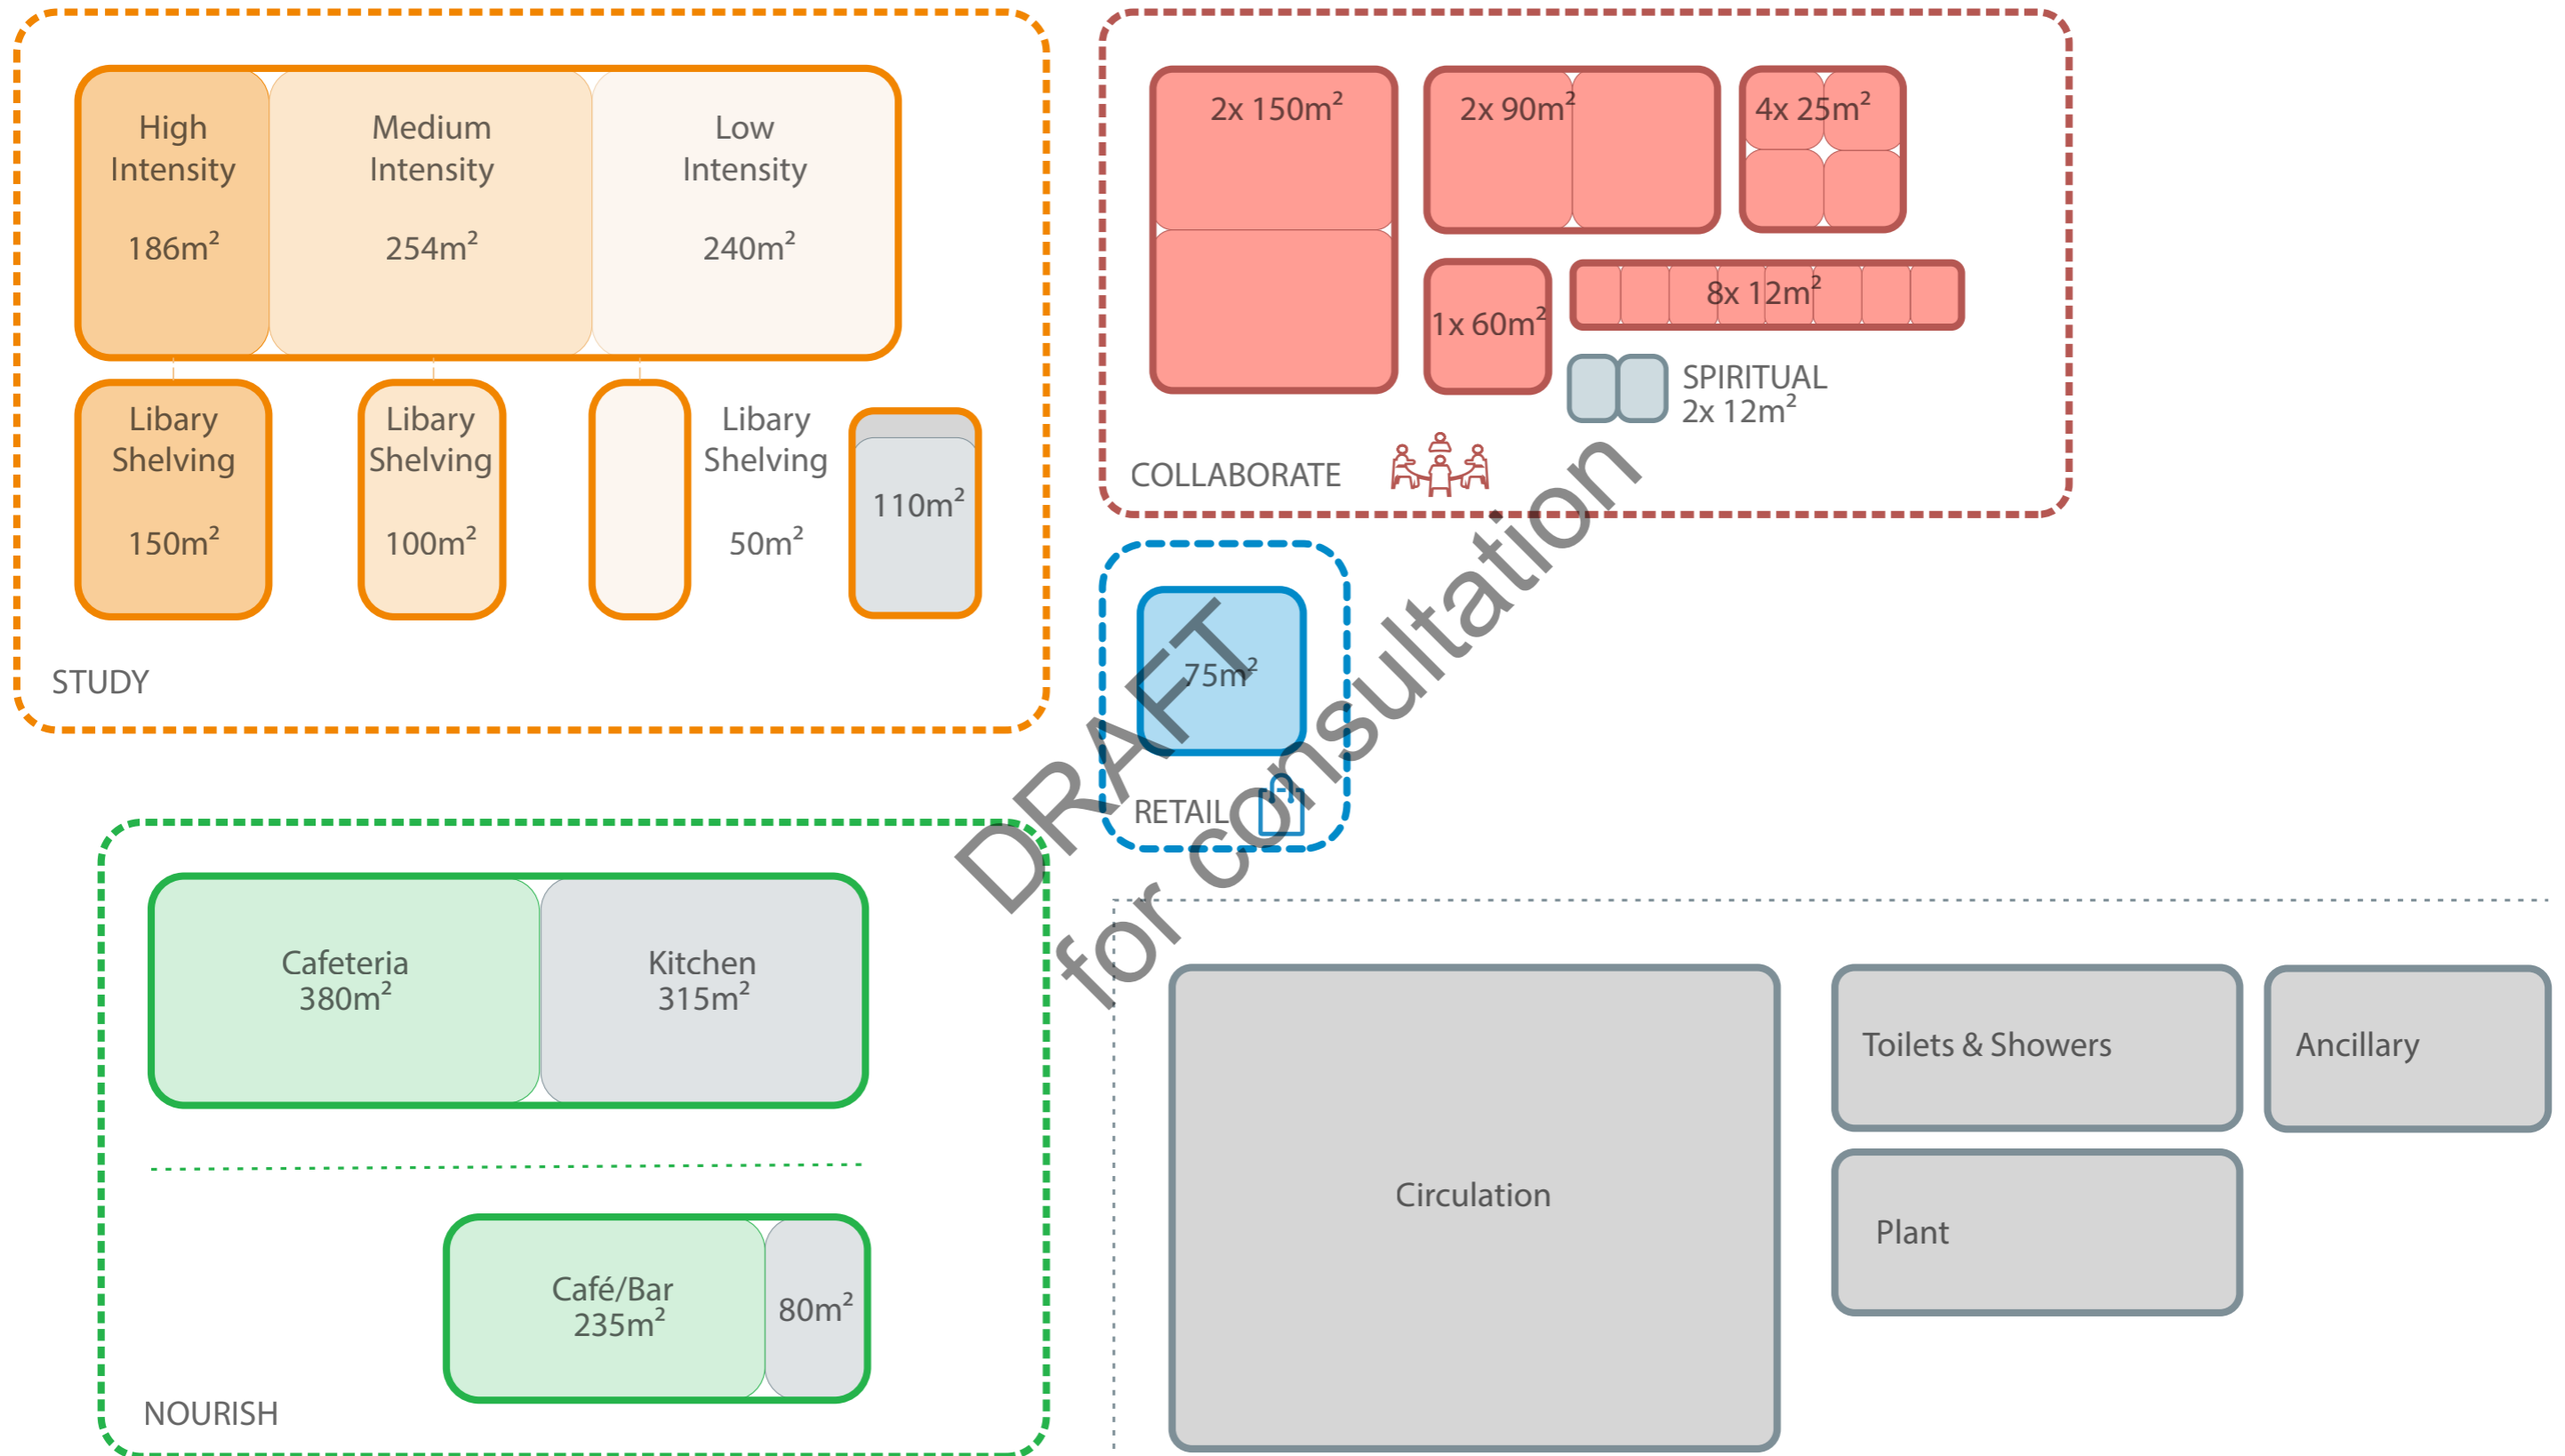 High
Intensity
186m²
Medium
Intensity
254m²
Low
Intensity
240m²
Libary
Shelving
150m²
Libary
Shelving
100m²
Libary
Shelving
50m²
110m²
STUDY
2x 150m²
2x 90m²
4x 25m²
1x 60m²
8x 12m²
SPIRITUAL
2x 12m²
COLLABORATE
75m²
RETAIL
DRAFT
for consultation
Cafeteria
380m²
Kitchen
315m²
Café/Bar
235m²
80m²
NOURISH
Circulation
Toilets & Showers
Ancillary
Plant